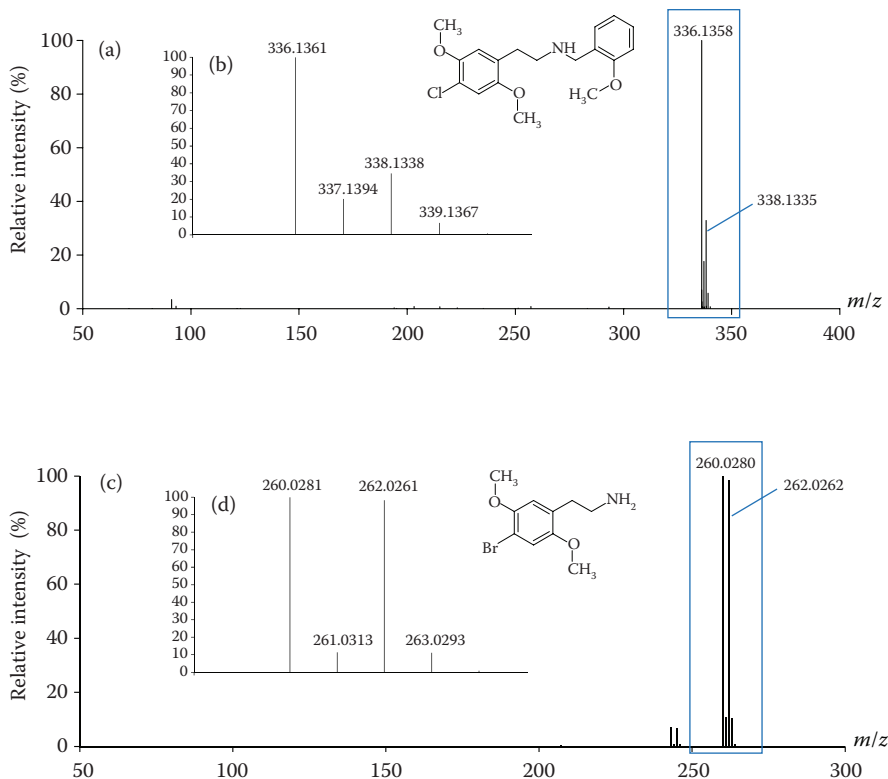 (a)
(b)
336.1361
337.1394
338.1338
339.1367
100
90
80
70
60
50
40
30
20
10
0
CH₃
O
Cl
O
CH₃
NH
H₃C
O
336.1358
338.1335
Relative intensity (%)
100
80
60
40
20
0
50
100
150
200
250
300
350
400
m/z
(c)
(d)
260.0281
261.0313
262.0261
263.0293
100
90
80
70
60
50
40
30
20
10
0
CH₃
O
Br
O
CH₃
NH₂
260.0280
262.0262
Relative intensity (%)
100
80
60
40
20
0
50
100
150
200
250
300
m/z